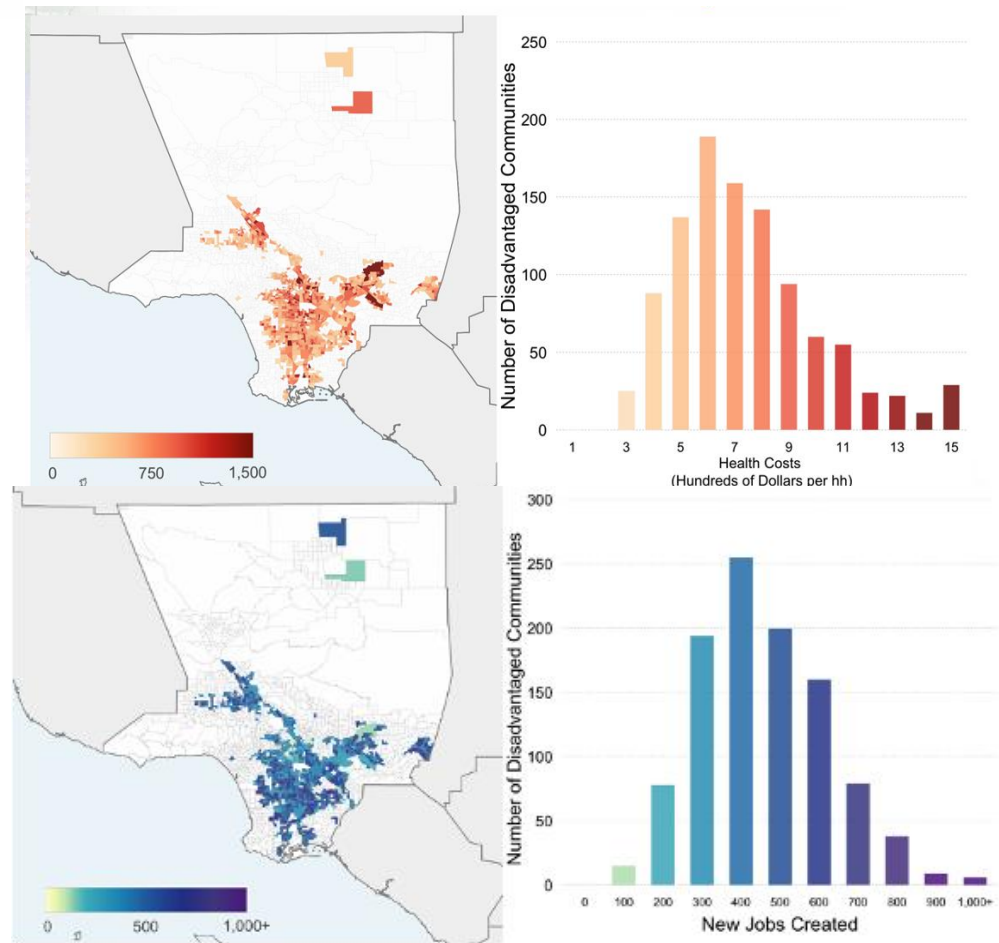 250
200
150
100
50
0
Number of Disadvantaged Communities
1 3 5 7 9 11 13 15
Health Costs
(Hundreds of Dollars per hh)
0 750 1,500
300
250
200
150
100
50
0
Number of Disadvantaged Communities
0 100 200 300 400 500 600 700 800 900 1,000+
New Jobs Created
0 500 1,000+